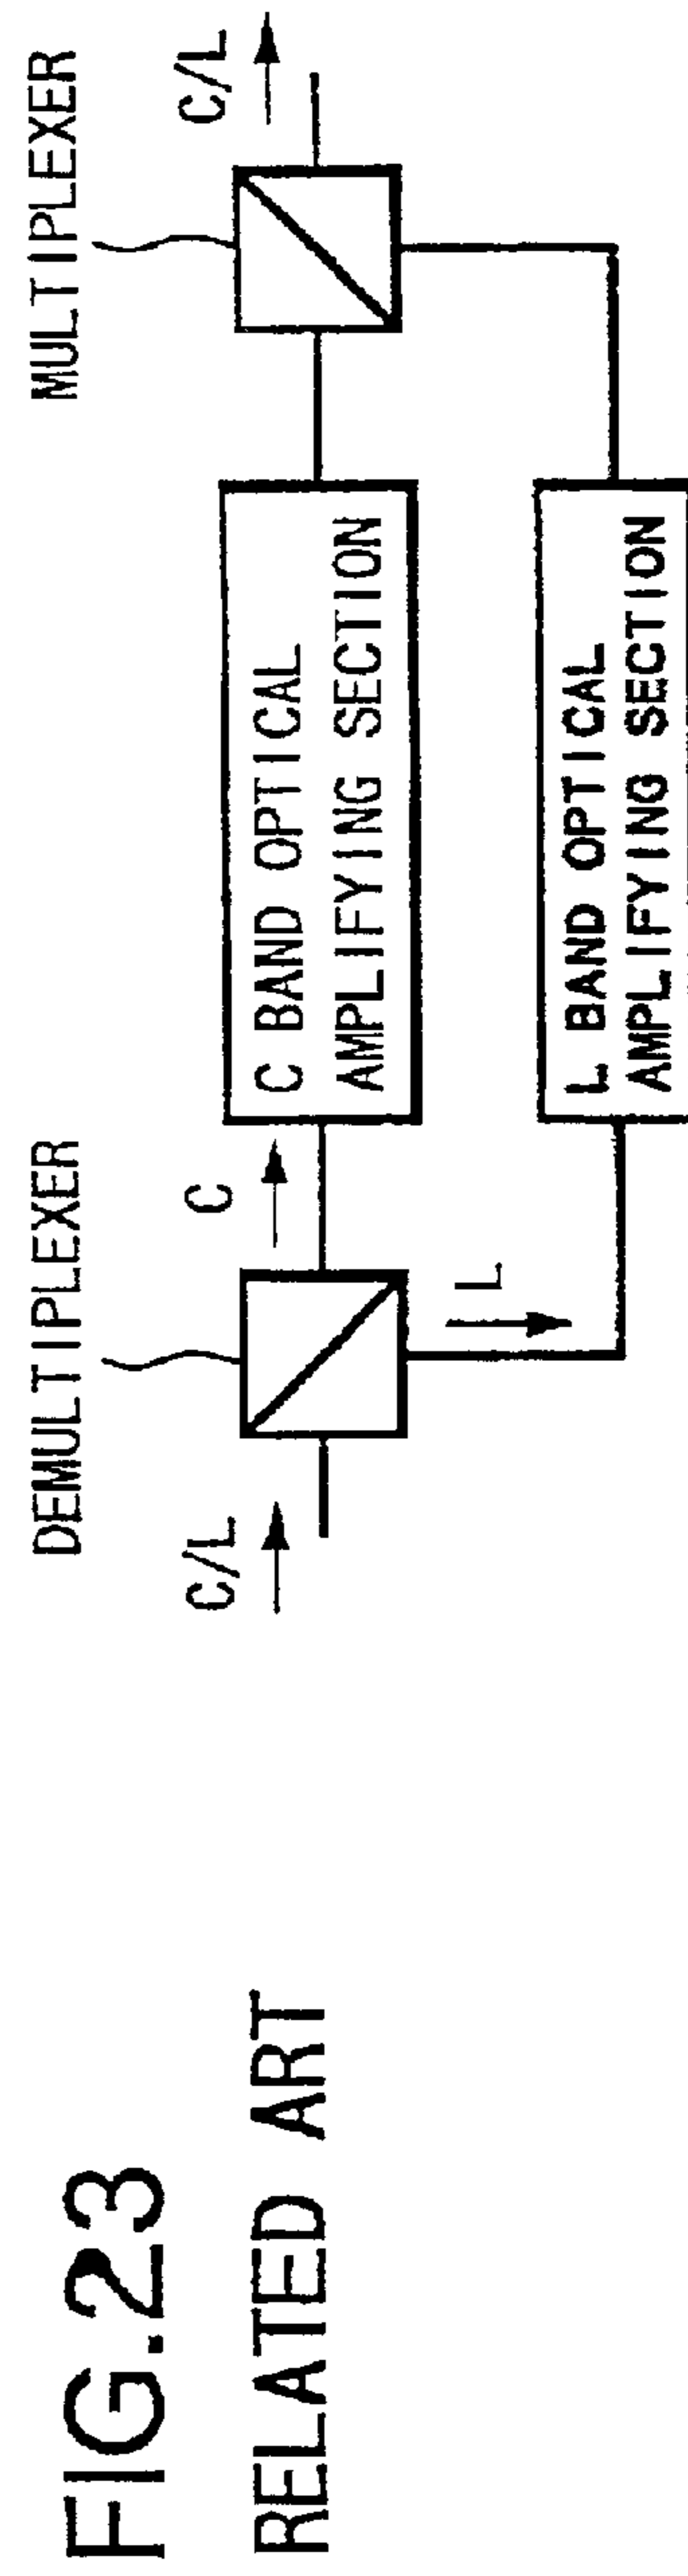 FIG.23
RELATED ART
DEMULTIPLEXER
MULTIPLEXER
C/L
C
C/L
L
C BAND OPTICAL
AMPLIFYING SECTION
L BAND OPTICAL
AMPLIFYING SECTION